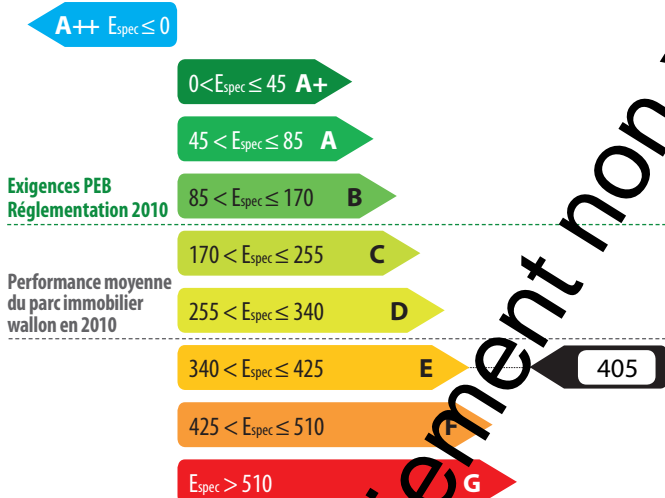 A++ Espec ≤ 0
0<Espec ≤ 45 A+
45 < Espec ≤ 85 A
Exigences PEB
Réglementation 2010
85 < Espec ≤ 170 B
170 < Espec ≤ 255 C
Performance moyenne
du parc immobilier
wallon en 2010
255 < Espec ≤ 340 D
340 < Espec ≤ 425 E
405
425 < Espec ≤ 510 F
Espec > 510 G
non